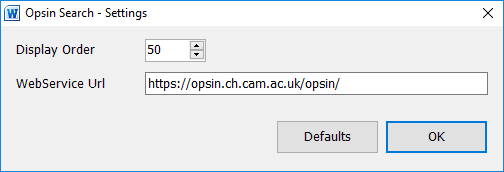 Opsin Search - Settings
Display Order 50
WebService Url https://opsin.ch.cam.ac.uk/opsin/
Defaults OK